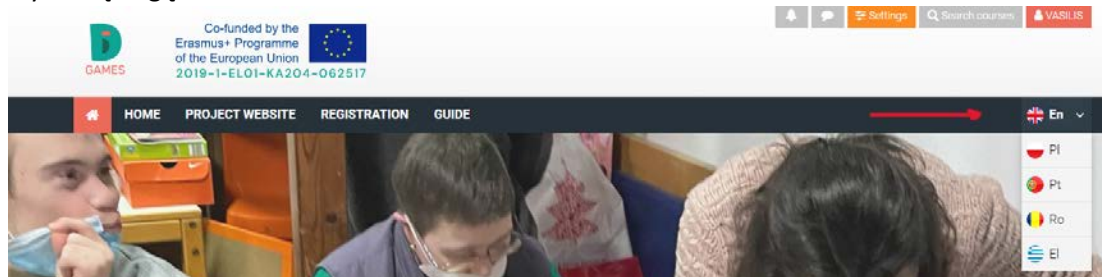 Co-funded by the
Erasmus+ Programme
of the European Union
2019-1-EL01-KA204-062517
GAMES
Settings
Search courses
VASILIS
HOME PROJECT WEBSITE REGISTRATION GUIDE
En
Pl
Pt
Ro
El